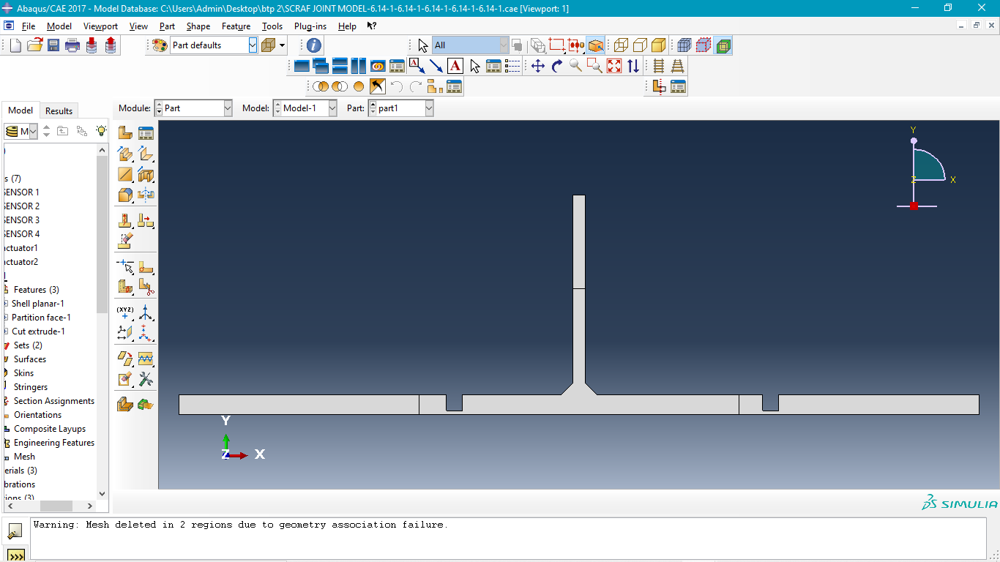 Abaqus/CAE 2017 - Model Database: C:\Users\Admin\Desktop\btp 2\SCRAF JOINT MODEL-6.14-1-6.14-1-6.14-1-6.14-1-6.14-1.cae [Viewport: 1]
File Model Viewport View Part Shape Feature Tools Plug-ins Help
Part defaults All
A A
Model Results
Module: Part Model: Model-1 Part: part1
M
s (7)
SENSOR 1
SENSOR 2
SENSOR 3
SENSOR 4
actuator1
actuator2
Features (3)
Shell planar-1
Partition face-1
Cut extrude-1
Sets (2)
Surfaces
Skins
Stringers
Section Assignments
Orientations
Composite Layups
Engineering Features
Mesh
erials (3)
brations
ions (3)
(XYZ)
Y
Z X
Y
Z X
SIMULIA
Warning: Mesh deleted in 2 regions due to geometry association failure.
>>>